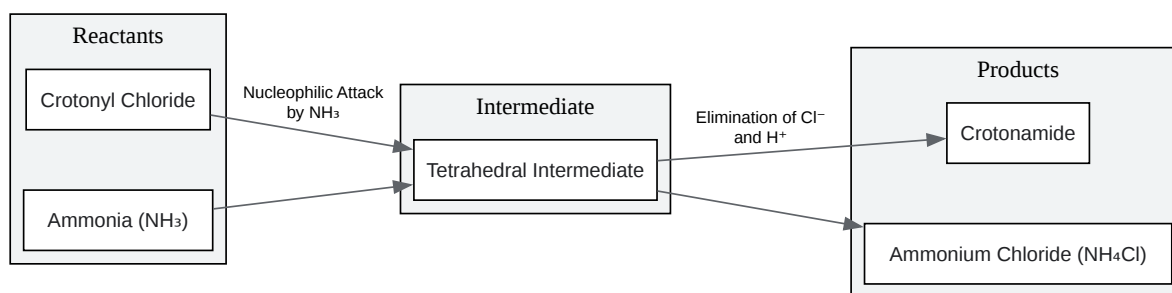 Reactants
Crotonyl Chloride
Ammonia (NH₃)
Nucleophilic Attack
by NH₃
Intermediate
Tetrahedral Intermediate
Elimination of Cl⁻
and H⁺
Products
Crotonamide
Ammonium Chloride (NH₄Cl)